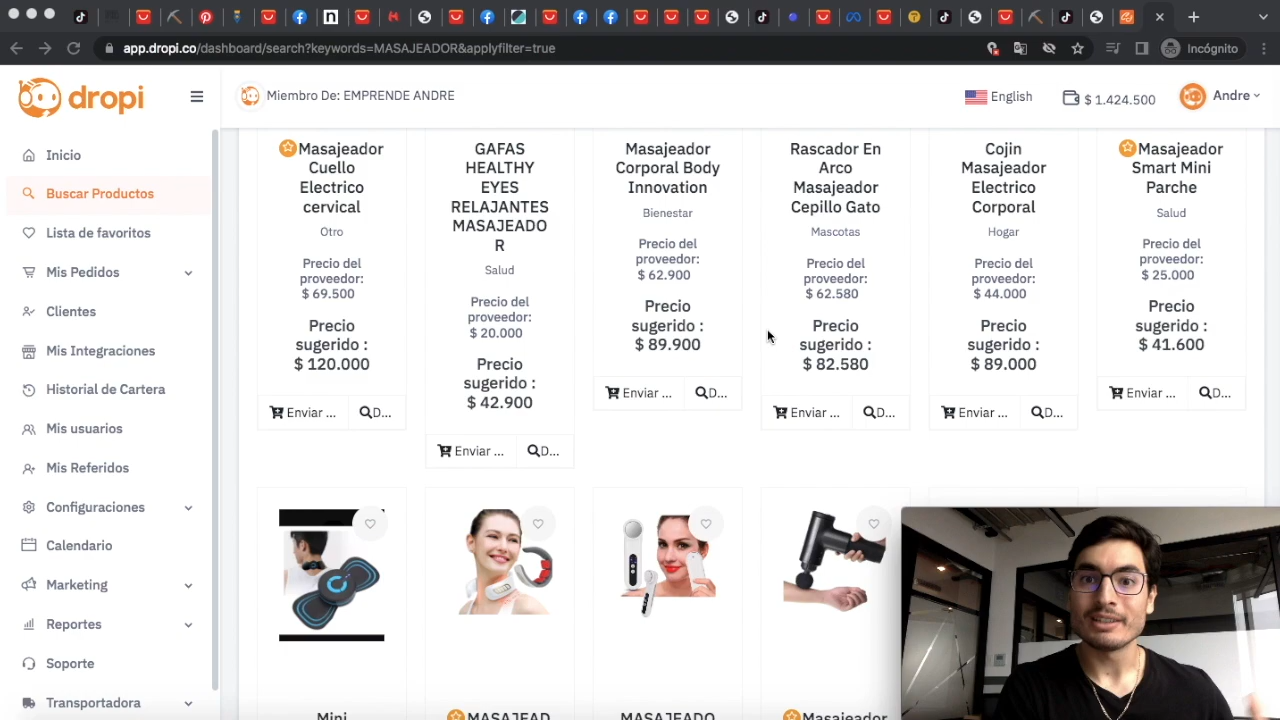 app.dropi.co/dashboard/search?keywords=MASAJEADOR&applyfilter=true
Incógnito
dropi
Miembro De: EMPRENDE ANDRE
English
$ 1.424.500
Andre
Inicio
Buscar Productos
Lista de favoritos
Mis Pedidos
Clientes
Mis Integraciones
Historial de Cartera
Mis usuarios
Mis Referidos
Configuraciones
Calendario
Marketing
Reportes
Soporte
Transportadora
Masajeador
Cuello
Electrico
cervical
Otro
Precio del
proveedor:
$ 69.500
Precio
sugerido :
$ 120.000
Enviar ...
D...
GAFAS
HEALTHY
EYES
RELAJANTES
MASAJEADO
R
Salud
Precio del
proveedor:
$ 20.000
Precio
sugerido :
$ 42.900
Enviar ...
D...
Masajeador
Corporal Body
Innovation
Bienestar
Precio del
proveedor:
$ 62.900
Precio
sugerido :
$ 89.900
Enviar ...
D...
Rascador En
Arco
Masajeador
Cepillo Gato
Mascotas
Precio del
proveedor:
$ 62.580
Precio
sugerido :
$ 82.580
Enviar ...
D...
Cojin
Masajeador
Electrico
Corporal
Hogar
Precio del
proveedor:
$ 44.000
Precio
sugerido :
$ 89.000
Enviar ...
D...
Masajeador
Smart Mini
Parche
Salud
Precio del
proveedor:
$ 25.000
Precio
sugerido :
$ 41.600
Enviar ...
D...
Mini
MASAJEAD
MASAJEADO
Masajeador